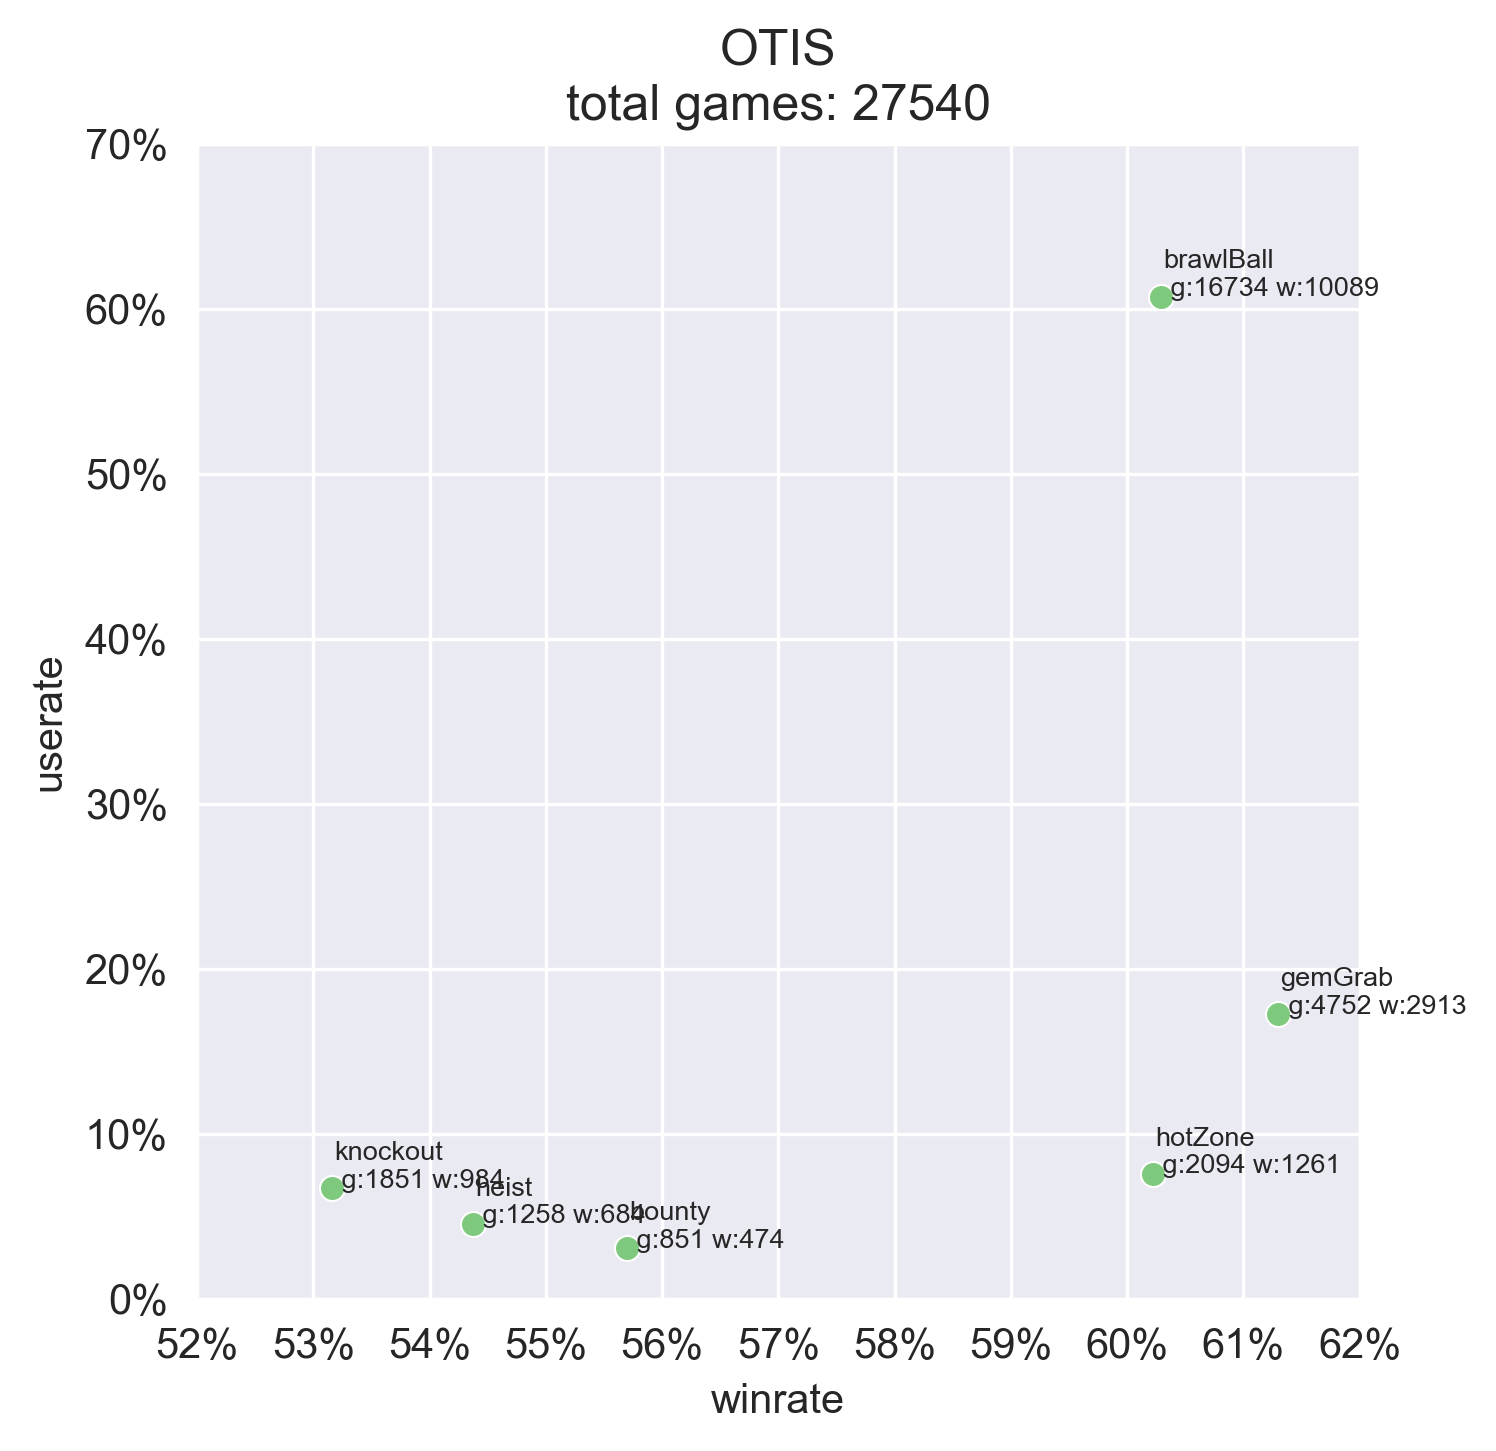 OTIS
total games: 27540
70%
60%
50%
40%
30%
20%
10%
0%
userate
brawlBall
g:16734 w:10089
gemGrab
g:4752 w:2913
hotZone
g:2094 w:1261
knockout
g:1851 w:984
heist
g:1258 w:684
bounty
g:851 w:474
52% 53% 54% 55% 56% 57% 58% 59% 60% 61% 62%
winrate